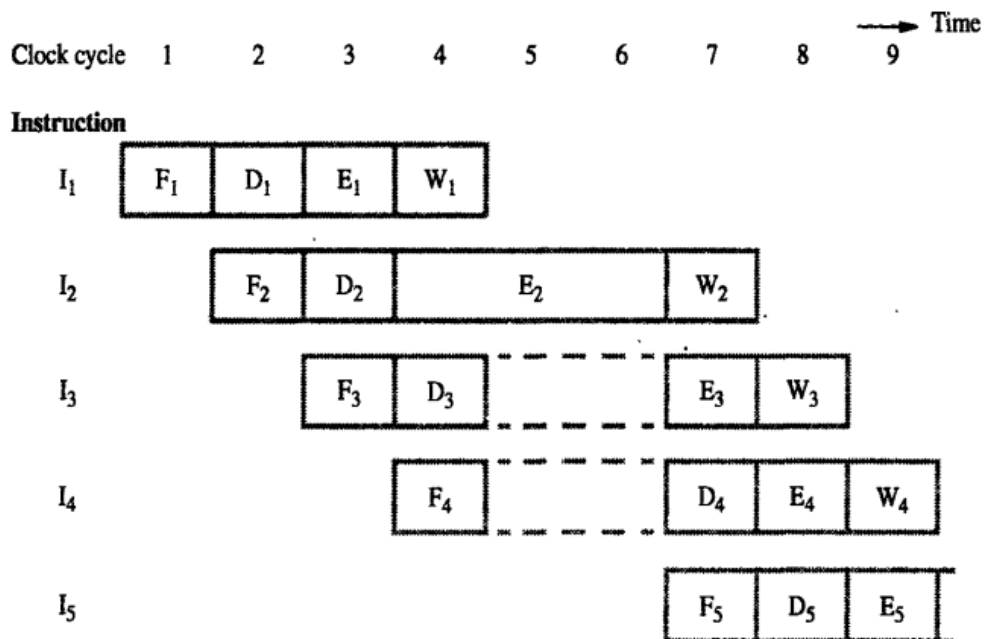 Time
Clock cycle 1 2 3 4 5 6 7 8 9
Instruction
I₁ F₁ D₁ E₁ W₁
I₂ F₂ D₂ E₂ W₂
I₃ F₃ D₃ E₃ W₃
I₄ F₄ D₄ E₄ W₄
I₅ F₅ D₅ E₅